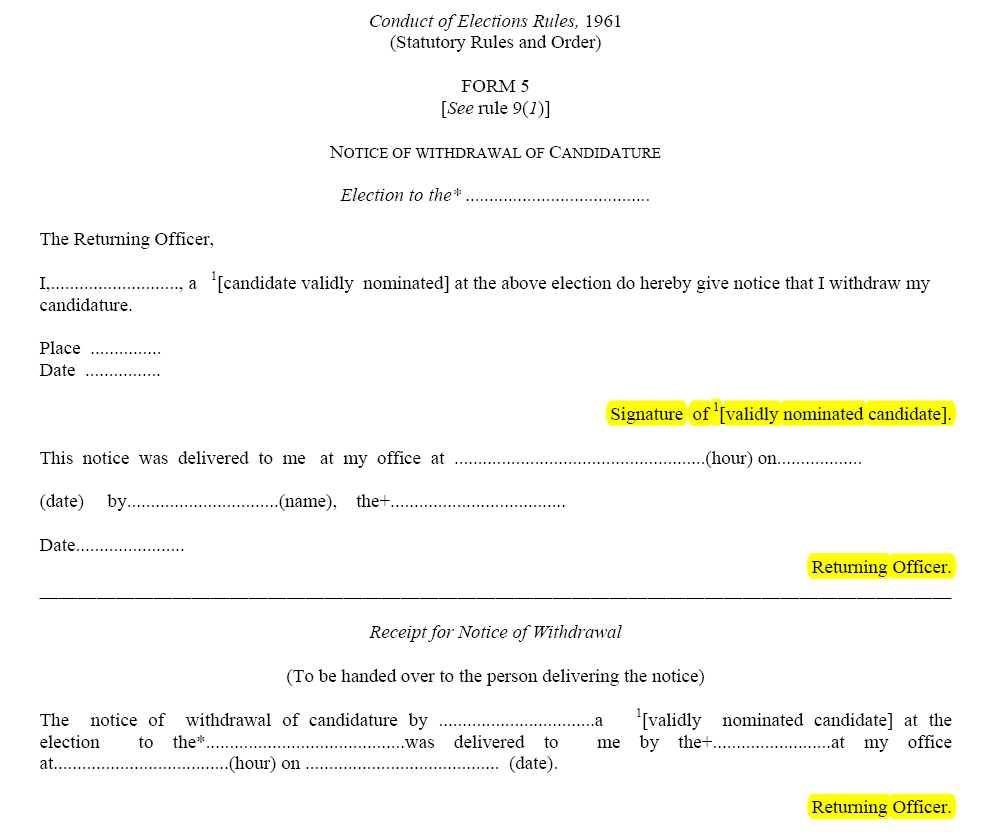 Conduct of Elections Rules, 1961
(Statutory Rules and Order)
FORM 5
[See rule 9(1)]
NOTICE OF WITHDRAWAL OF CANDIDATURE
Election to the* .......................................
The Returning Officer,
I,..........................., a 1[candidate validly nominated] at the above election do hereby give notice that I withdraw my
candidature.
Place ...............
Date ................
Signature of 1[validly nominated candidate].
This notice was delivered to me at my office at .....................................................(hour) on..................
(date) by................................(name), the+.....................................
Date.......................
Returning Officer.
Receipt for Notice of Withdrawal
(To be handed over to the person delivering the notice)
The notice of withdrawal of candidature by .................................a 1[validly nominated candidate] at the
election to the*..........................................was delivered to me by the+.........................at my office
at.....................................(hour) on ......................................... (date).
Returning Officer.